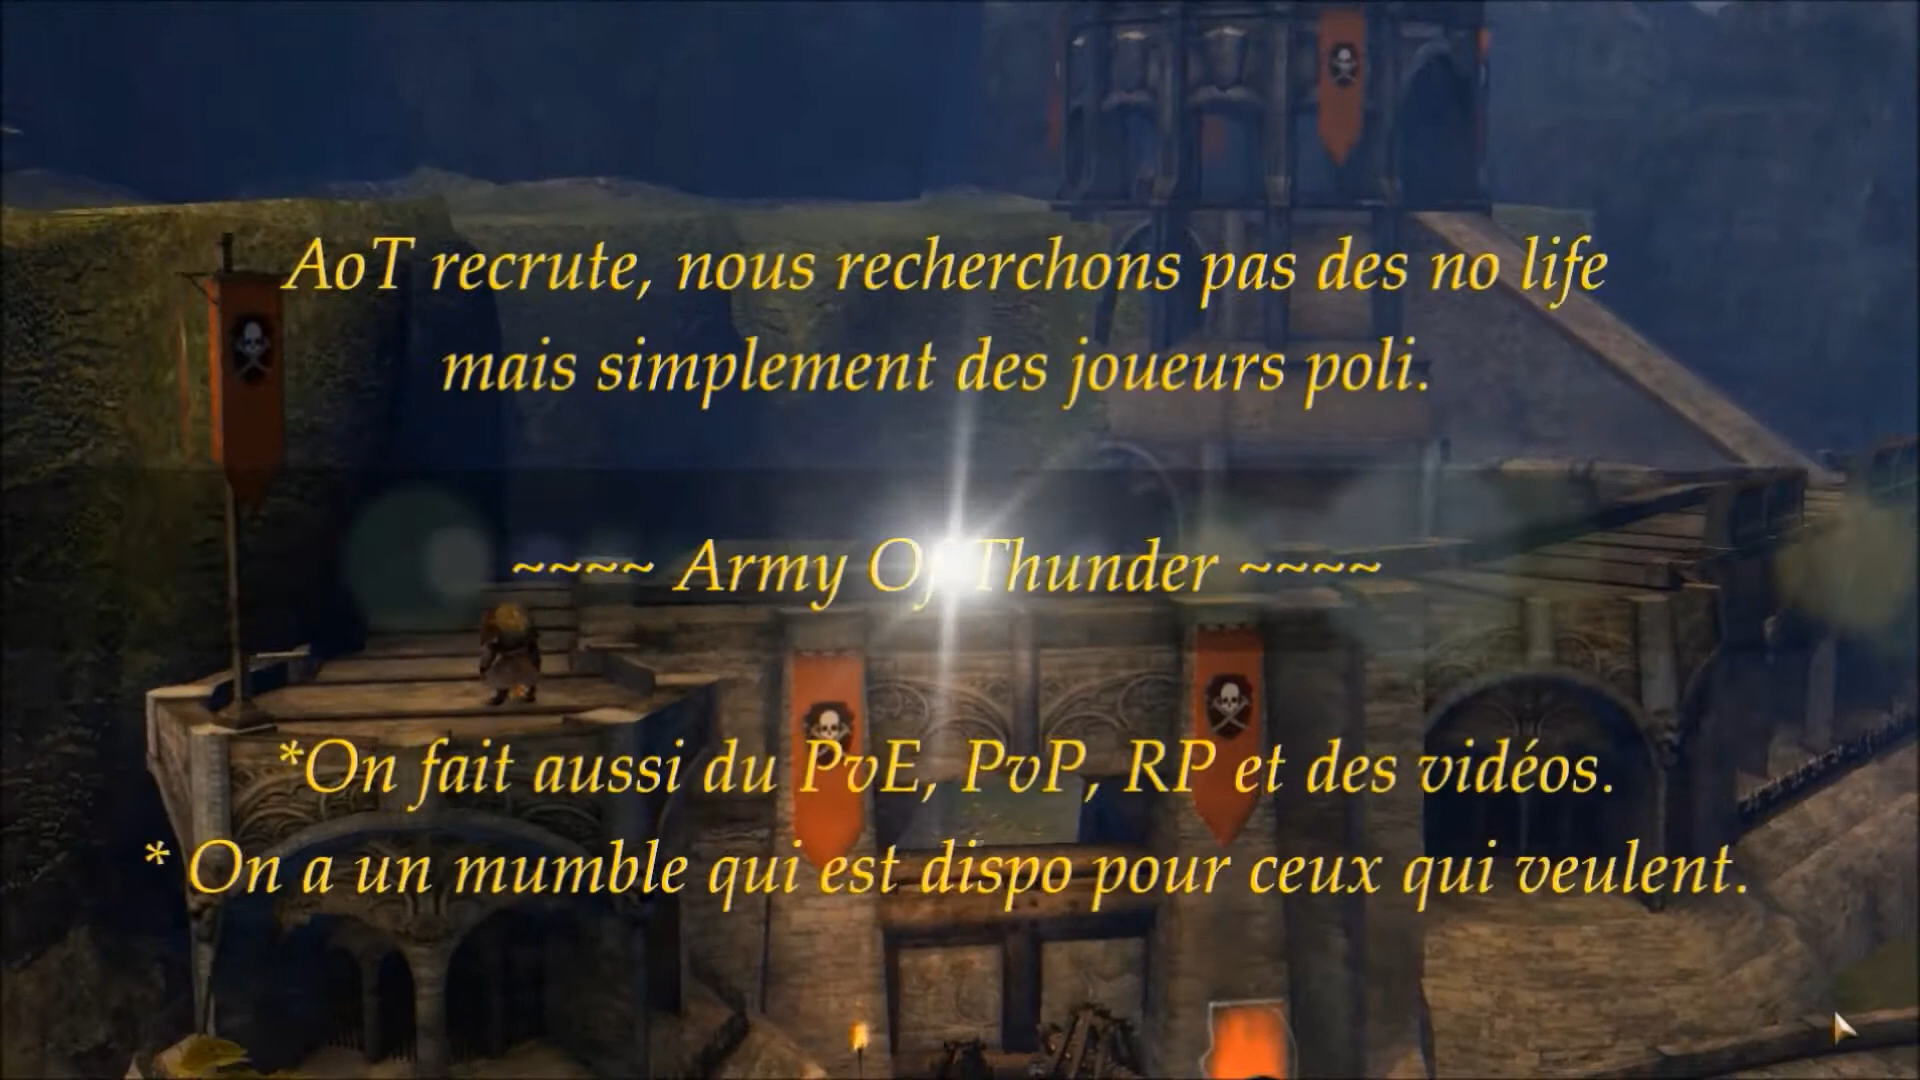 AoT recrute, nous recherchons pas des no life
mais simplement des joueurs poli.
~~~~ Army Of Thunder ~~~~
*On fait aussi du PvE, PvP, RP et des vidéos.
* On a un mumble qui est dispo pour ceux qui veulent.